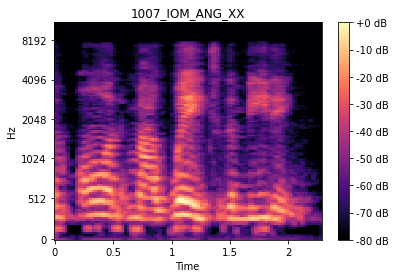 1007_IOM_ANG_XX
+0 dB
8192
-10 dB
4096
-20 dB
-30 dB
2048
Hz
-40 dB
1024
-50 dB
512
-60 dB
-70 dB
0
-80 dB
0 0.5 1 1.5 2
Time